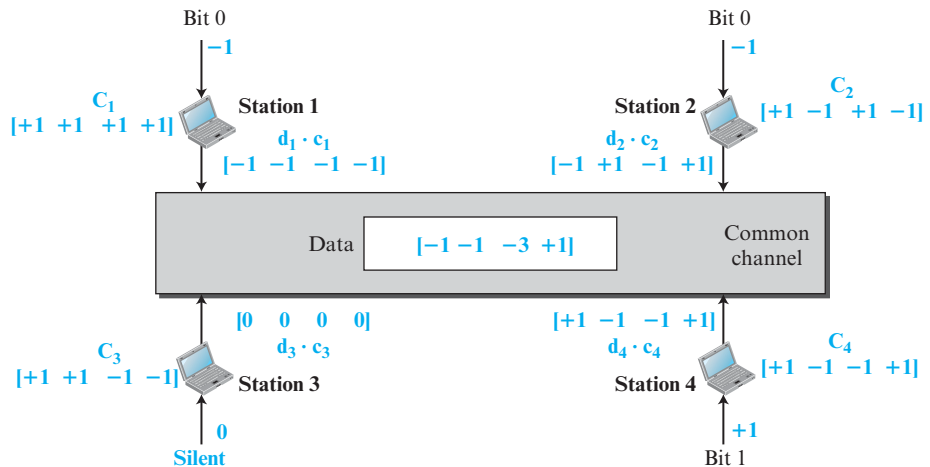 Bit 0
Bit 0
−1
−1
C1
Station 1
Station 2
C2
[+1 +1 +1 +1]
[+1 −1 +1 −1]
d1 · c1
d2 · c2
[−1 −1 −1 −1]
[−1 +1 −1 +1]
Data
[−1 −1 −3 +1]
Common
channel
[0 0 0 0]
[+1 −1 −1 +1]
d3 · c3
d4 · c4
C3
C4
[+1 +1 −1 −1]
Station 3
Station 4
[+1 −1 −1 +1]
0
+1
Silent
Bit 1